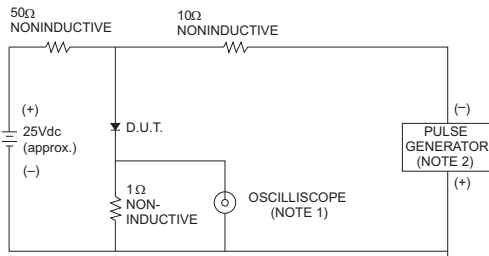 50Ω
NONINDUCTIVE
10Ω
NONINDUCTIVE
(+)
25Vdc
(approx.)
(–)
D.U.T.
1Ω
NON-
INDUCTIVE
OSCILLISCOPE
(NOTE 1)
(–)
PULSE
GENERATOR
(NOTE 2)
(+)